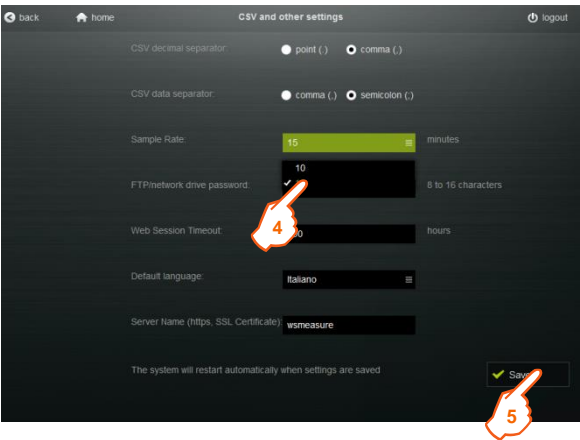 back home CSV and other settings logout
CSV decimal separator: point (.) comma (,)
CSV data separator: comma (,) semicolon (;)
Sample Rate: 15 minutes
10
FTP/network drive password: 8 to 16 characters
4
Web Session Timeout: hours
Default language: Italiano
Server Name (https, SSL Certificate): wsmeasure
The system will restart automatically when settings are saved
5